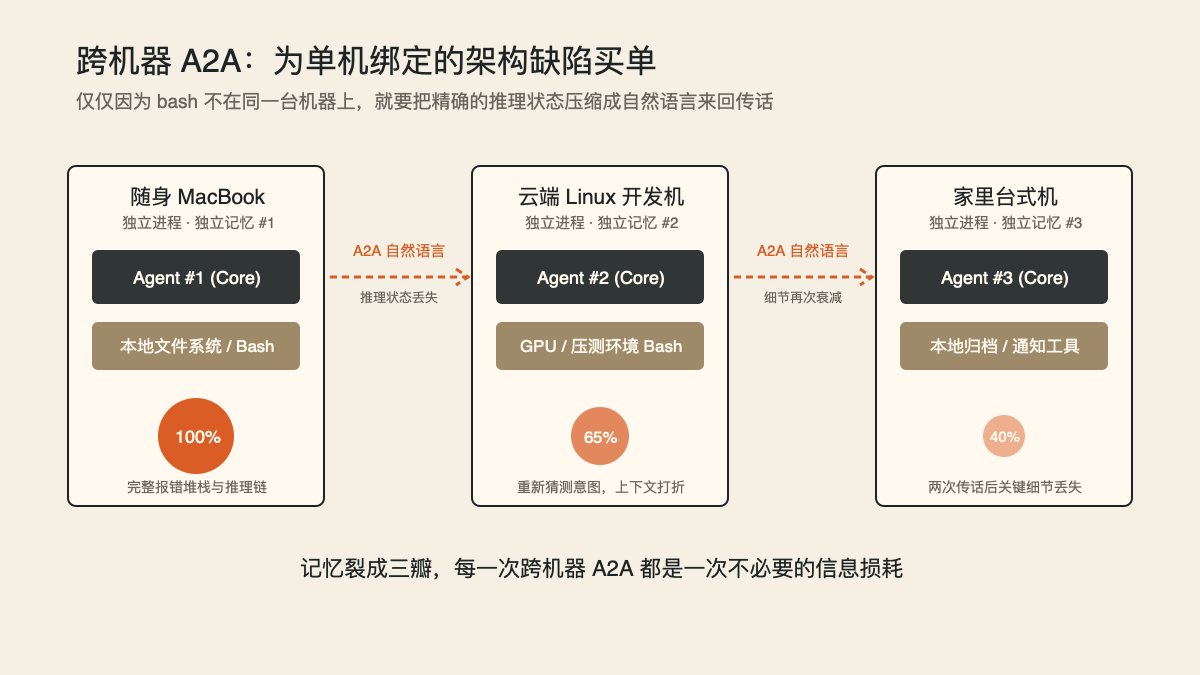 跨机器 A2A：为单机绑定的架构缺陷买单
仅仅因为 bash 不在同一台机器上，就要把精确的推理状态压缩成自然语言来回传话
随身 MacBook
独立进程 · 独立记忆 #1
Agent #1 (Core)
本地文件系统 / Bash
100%
完整报错堆栈与推理链
A2A 自然语言
推理状态丢失
云端 Linux 开发机
独立进程 · 独立记忆 #2
Agent #2 (Core)
GPU / 压测环境 Bash
65%
重新猜测意图，上下文打折
A2A 自然语言
细节再次衰减
家里台式机
独立进程 · 独立记忆 #3
Agent #3 (Core)
本地归档 / 通知工具
40%
两次传话后关键细节丢失
记忆裂成三瓣，每一次跨机器 A2A 都是一次不必要的信息损耗